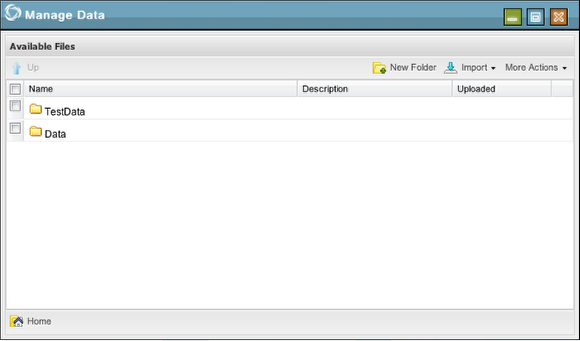 Manage Data
Available Files
Up New Folder Import More Actions
Name Description Uploaded
TestData
Data
Home